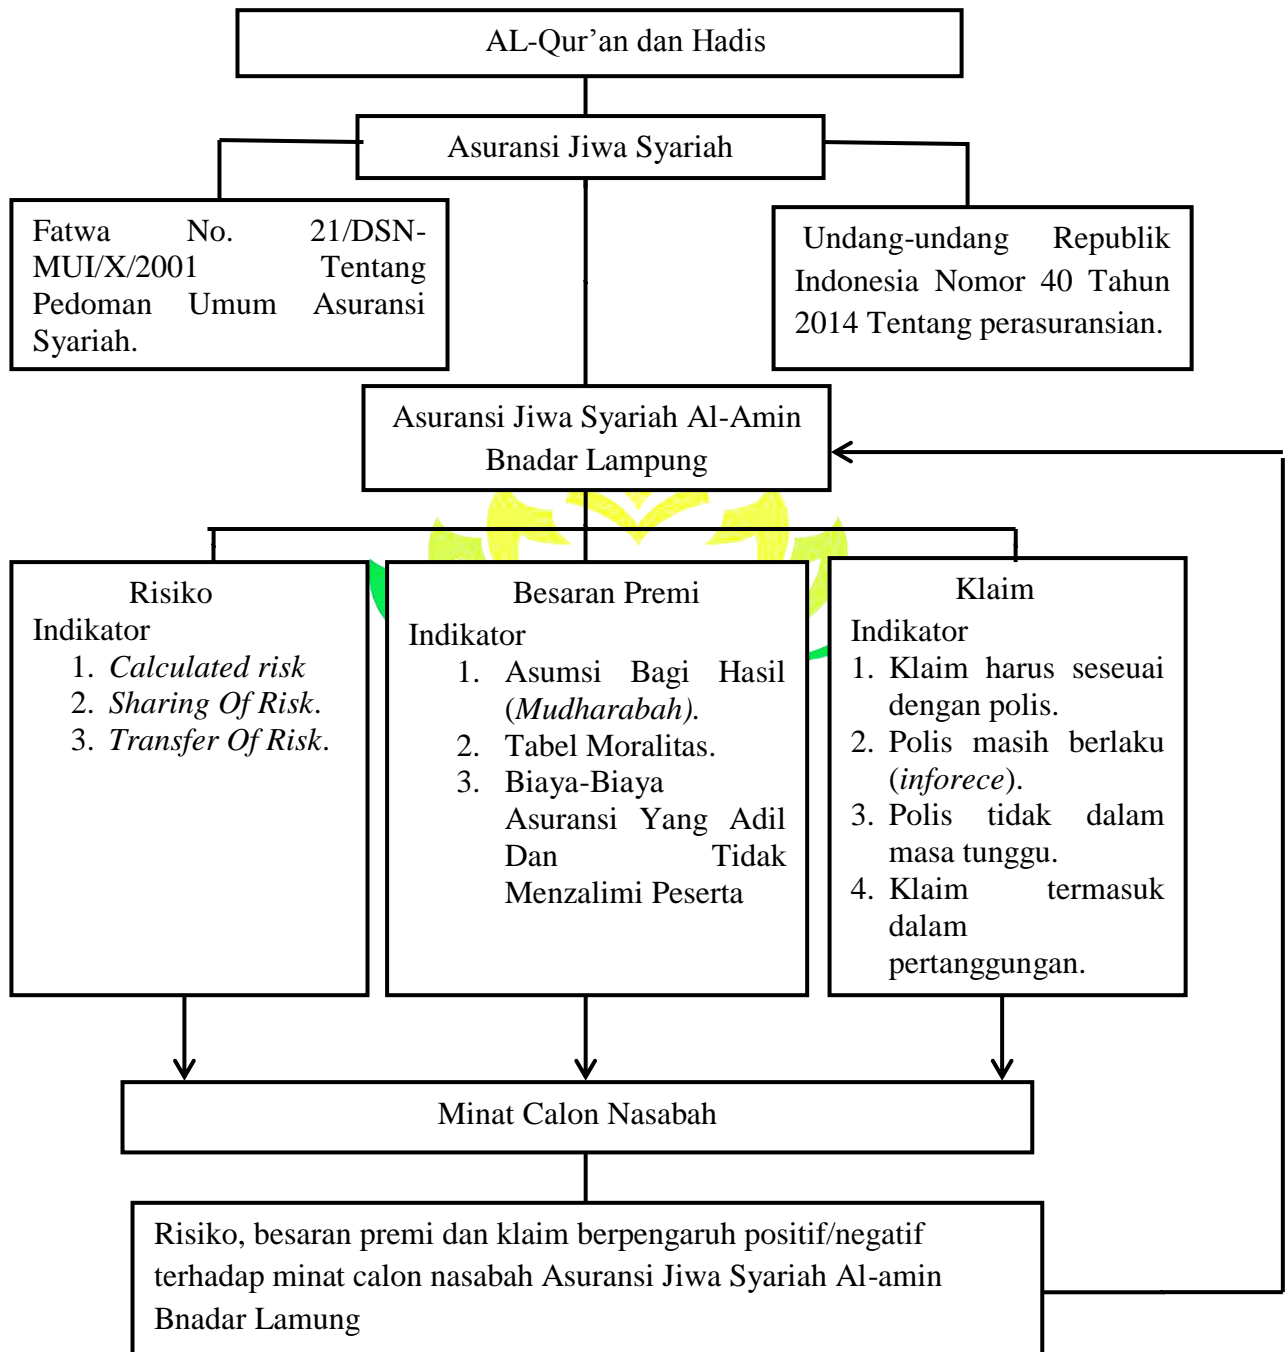 AL-Qur’an dan Hadis
Asuransi Jiwa Syariah
Fatwa No. 21/DSN-
MUI/X/2001 Tentang
Pedoman Umum Asuransi
Syariah.
Undang-undang Republik
Indonesia Nomor 40 Tahun
2014 Tentang perasuransian.
Asuransi Jiwa Syariah Al-Amin
Bnadar Lampung
Risiko
Indikator
1. Calculated risk
2. Sharing Of Risk.
3. Transfer Of Risk.
Besaran Premi
Indikator
1. Asumsi Bagi Hasil
(Mudharabah).
2. Tabel Moralitas.
3. Biaya-Biaya
Asuransi Yang Adil
Dan Tidak
Menzalimi Peserta
Klaim
Indikator
1. Klaim harus seseuai
dengan polis.
2. Polis masih berlaku
(inforece).
3. Polis tidak dalam
masa tunggu.
4. Klaim termasuk
dalam
pertanggungan.
Minat Calon Nasabah
Risiko, besaran premi dan klaim berpengaruh positif/negatif
terhadap minat calon nasabah Asuransi Jiwa Syariah Al-amin
Bnadar Lamung